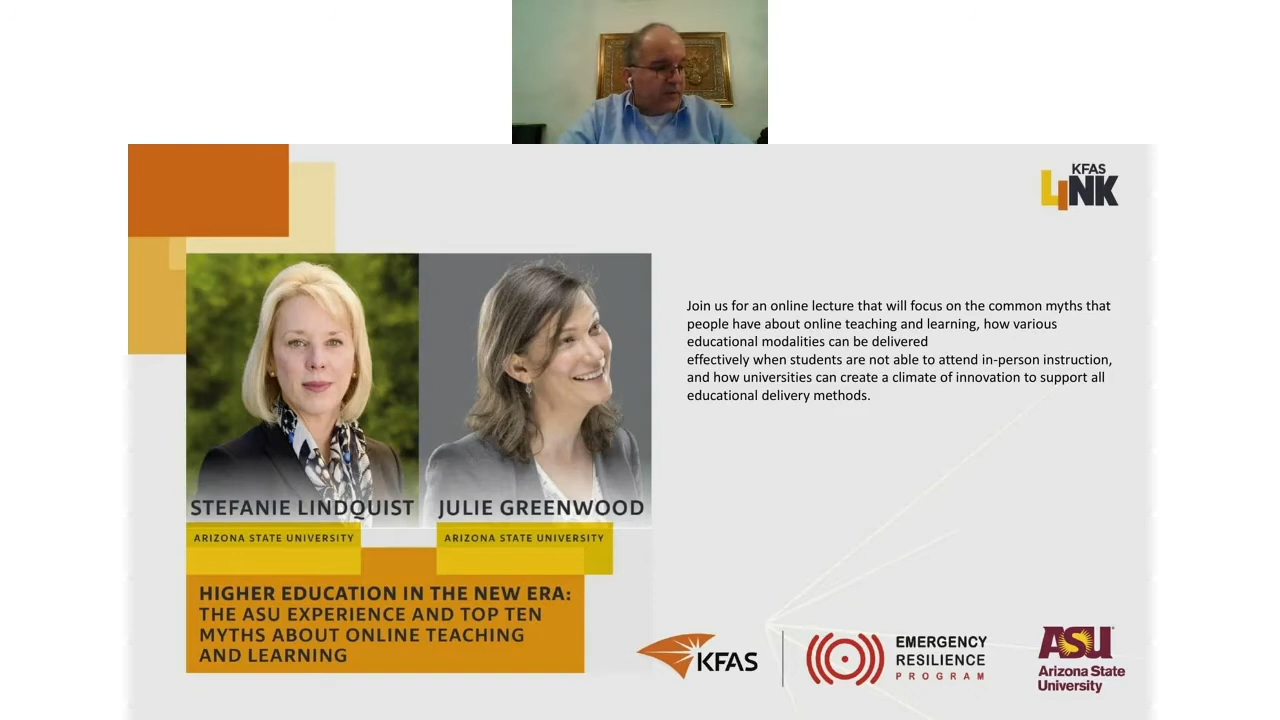 KFAS
LINK
Join us for an online lecture that will focus on the common myths that
people have about online teaching and learning, how various
educational modalities can be delivered
effectively when students are not able to attend in-person instruction,
and how universities can create a climate of innovation to support all
educational delivery methods.
STEFANIE LINDQUIST
ARIZONA STATE UNIVERSITY
JULIE GREENWOOD
ARIZONA STATE UNIVERSITY
HIGHER EDUCATION IN THE NEW ERA:
THE ASU EXPERIENCE AND TOP TEN
MYTHS ABOUT ONLINE TEACHING
AND LEARNING
KFAS
EMERGENCY
RESILIENCE
PROGRAM
ASU
Arizona State
University